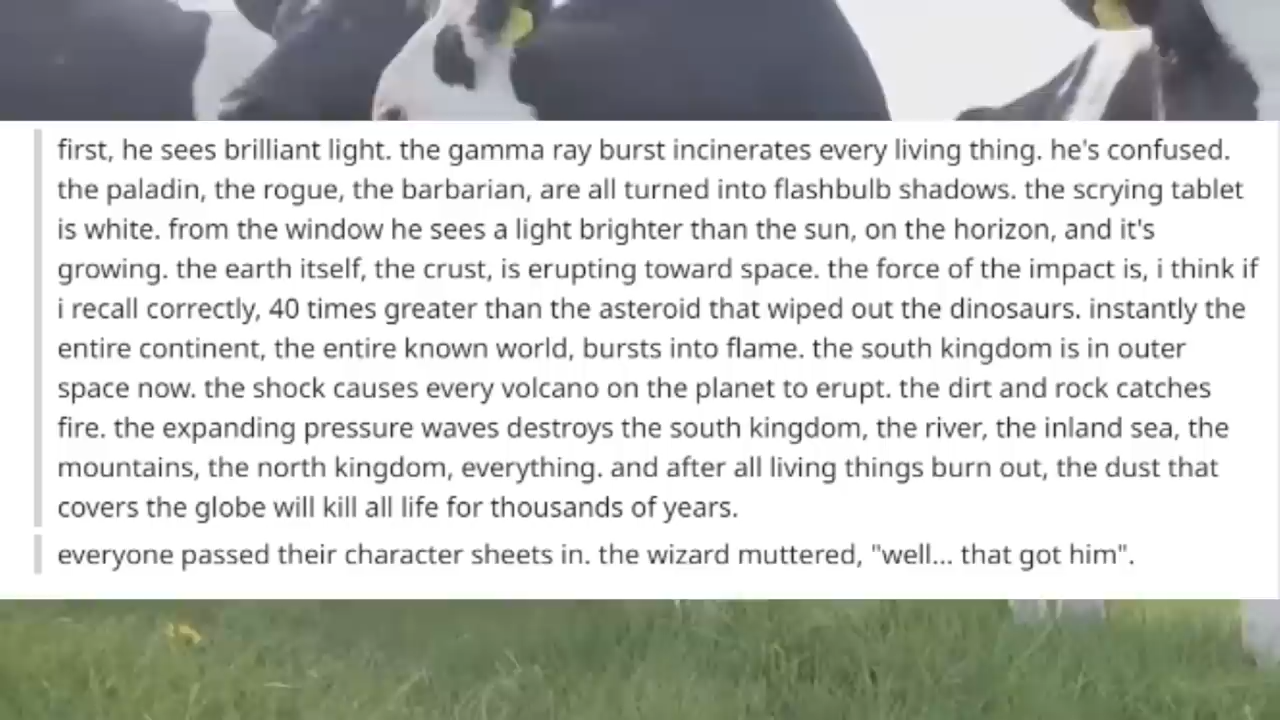 first, he sees brilliant light. the gamma ray burst incinerates every living thing. he's confused.
the paladin, the rogue, the barbarian, are all turned into flashbulb shadows. the scrying tablet
is white. from the window he sees a light brighter than the sun, on the horizon, and it's
growing. the earth itself, the crust, is erupting toward space. the force of the impact is, i think if
i recall correctly, 40 times greater than the asteroid that wiped out the dinosaurs. instantly the
entire continent, the entire known world, bursts into flame. the south kingdom is in outer
space now. the shock causes every volcano on the planet to erupt. the dirt and rock catches
fire. the expanding pressure waves destroys the south kingdom, the river, the inland sea, the
mountains, the north kingdom, everything. and after all living things burn out, the dust that
covers the globe will kill all life for thousands of years.
everyone passed their character sheets in. the wizard muttered, "well... that got him".